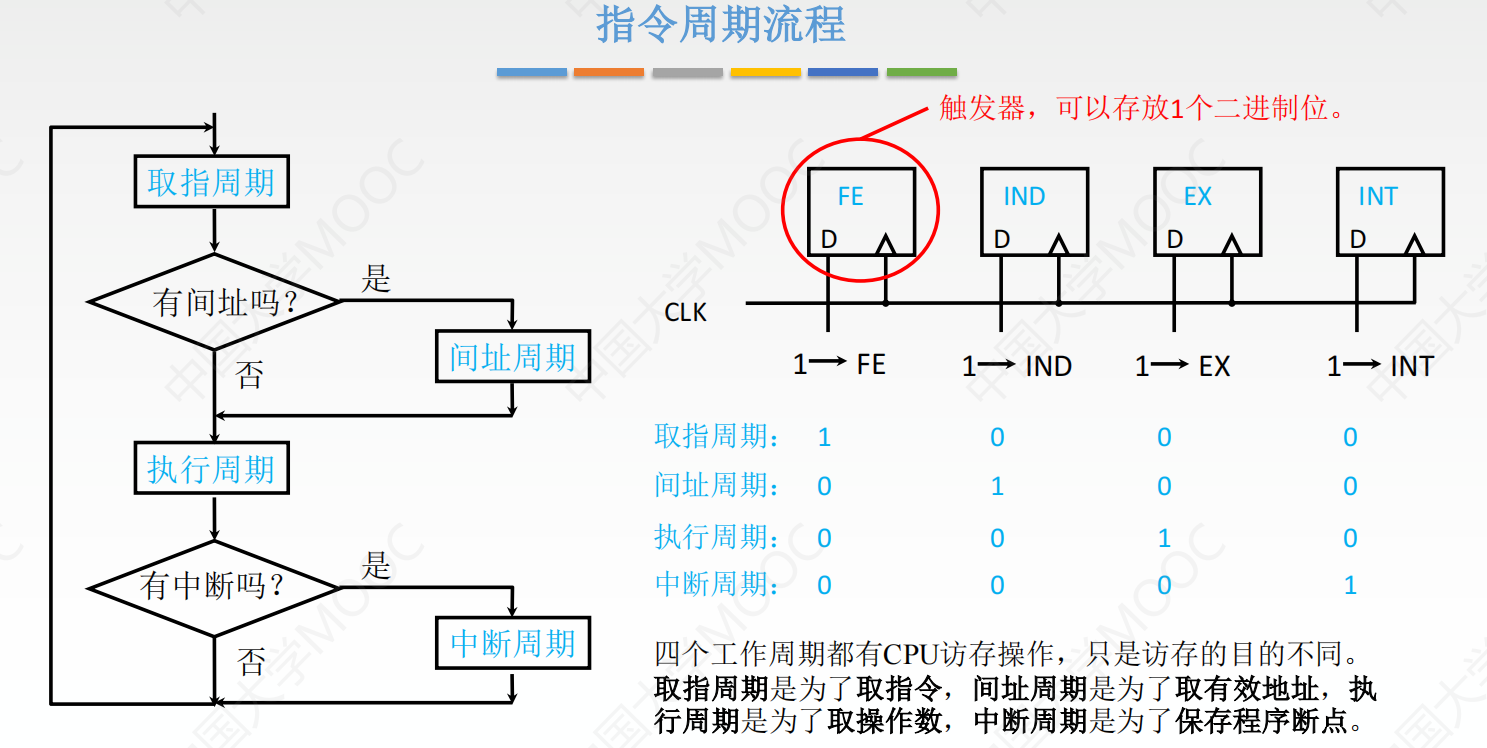 指令周期流程
触发器，可以存放1个二进制位。
取指周期
有间址吗？
是
间址周期
否
执行周期
有中断吗？
是
中断周期
否
FE
D
IND
D
EX
D
INT
D
CLK
1→ FE
1→ IND
1→ EX
1→ INT
取指周期： 1 0 0 0
间址周期： 0 1 0 0
执行周期： 0 0 1 0
中断周期： 0 0 0 1
四个工作周期都有CPU访存操作，只是访存的目的不同。
取指周期是为了取指令，间址周期是为了取有效地址，执
行周期是为了取操作数，中断周期是为了保存程序断点。
中国大学MOOC